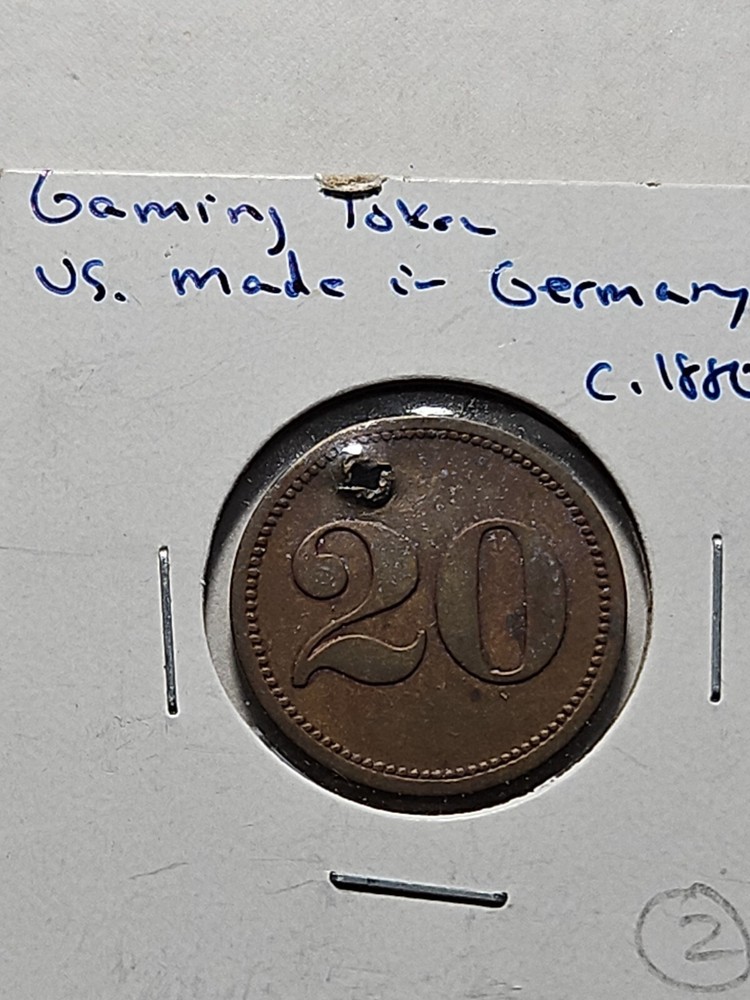 Gaming Token
US. made in Germany
c. 188
20
2